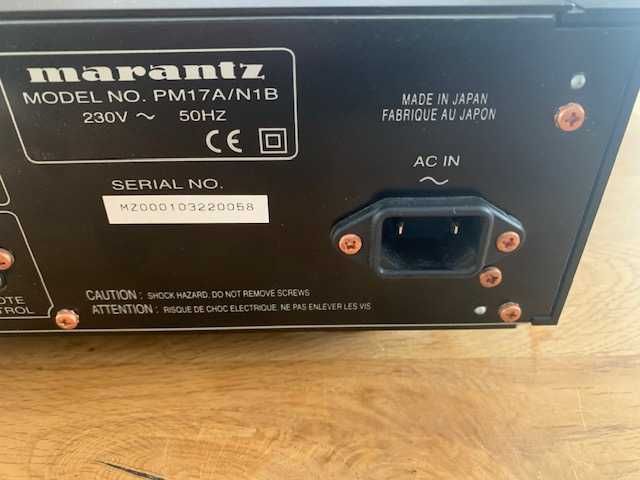 marantz
MODEL NO. PM17A/N1B
230V ~ 50HZ
CE
SERIAL NO.
MZ000103220058
MADE IN JAPAN
FABRIQUE AU JAPON
AC IN
~
CAUTION : SHOCK HAZARD, DO NOT REMOVE SCREWS
ATTENTION : RISQUE DE CHOC ELECTRIQUE. NE PAS ENLEVER LES VIS
OTE
TROL